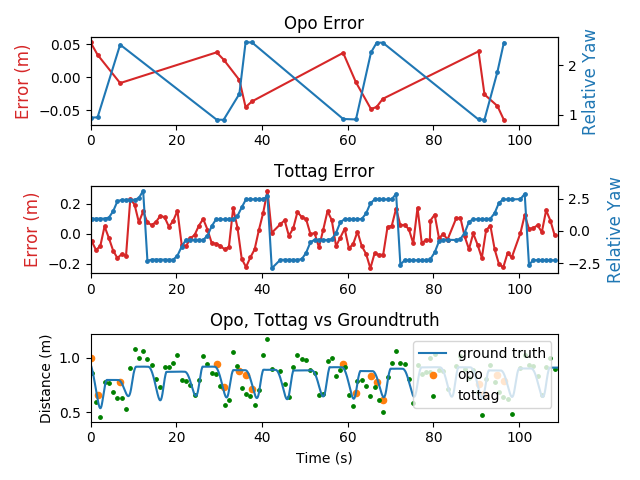 Opo Error
Error (m)
0.05
0.00
−0.05
Relative Yaw
2
1
0 20 40 60 80 100
Tottag Error
Error (m)
0.2
0.0
−0.2
Relative Yaw
2.5
0.0
−2.5
0 20 40 60 80 100
Opo, Tottag vs Groundtruth
Distance (m)
1.0
0.5
ground truth
opo
tottag
0 20 40 60 80 100
Time (s)